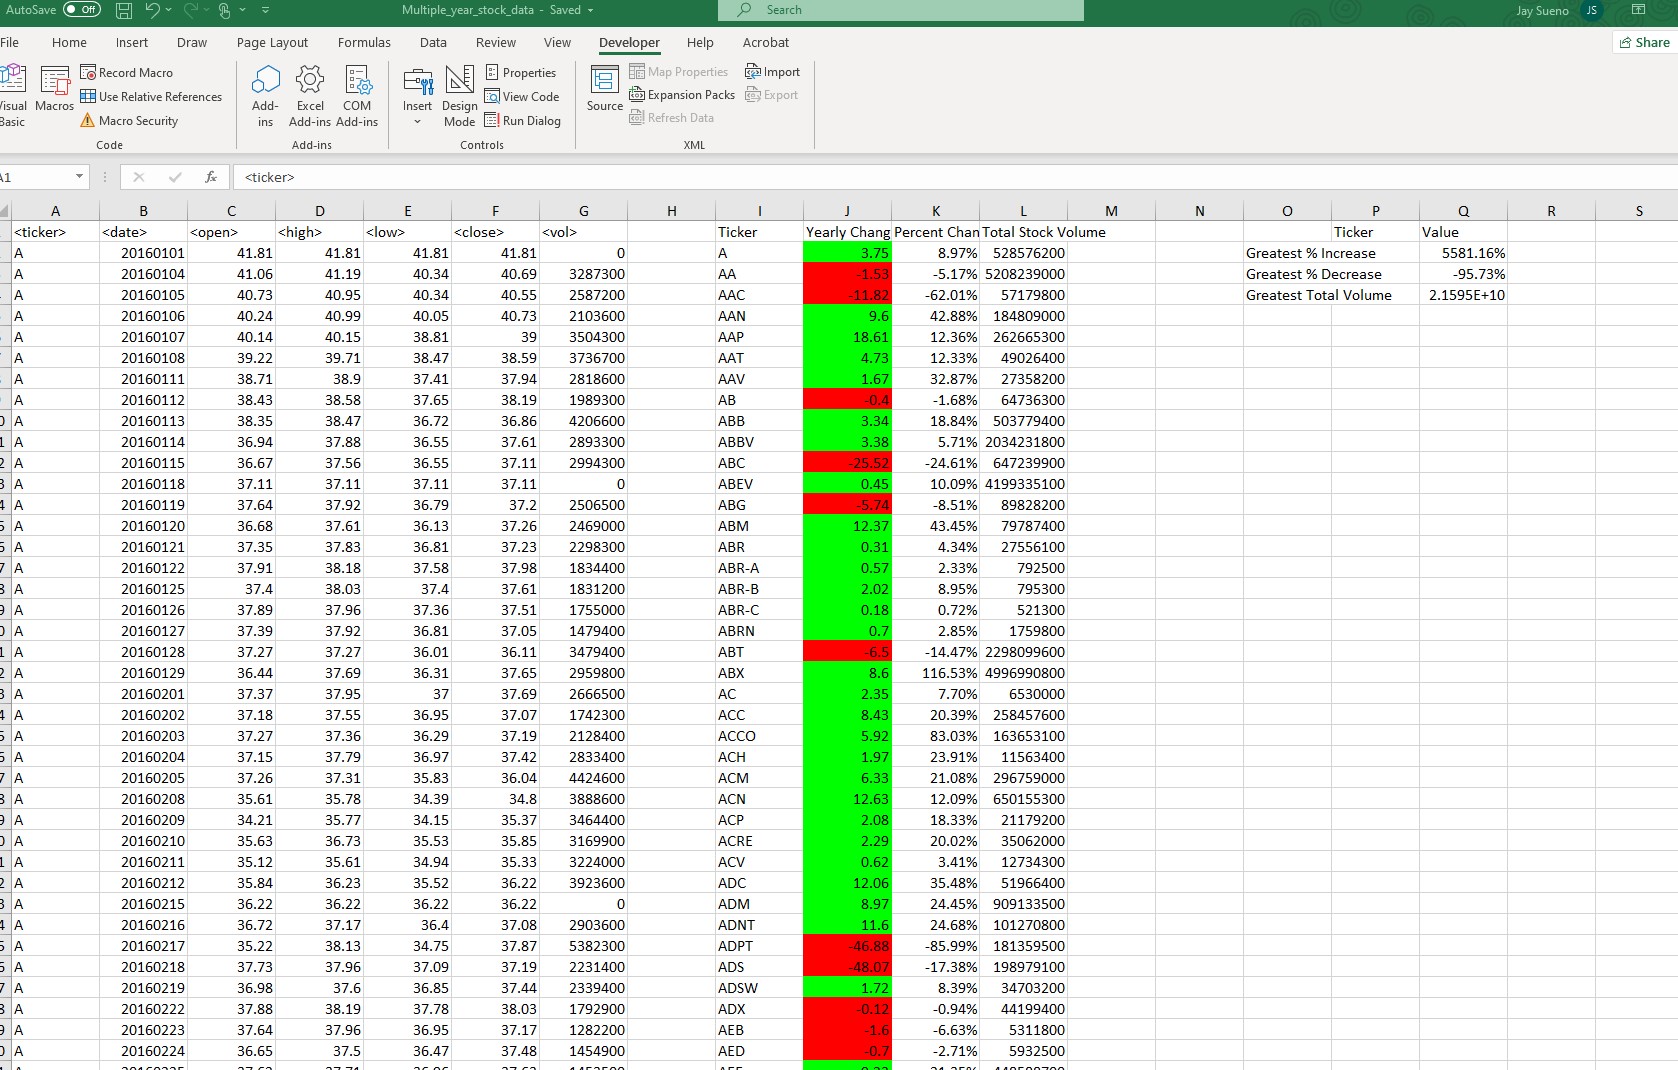 AutoSave Off Multiple_year_stock_data - Saved Search Jay Sueno JS
File Home Insert Draw Page Layout Formulas Data Review View Developer Help Acrobat Share
Visual Basic Macros Record Macro Use Relative References Macro Security Code
Add-ins Excel Add-ins COM Add-ins Add-ins
Insert Design Mode Properties View Code Run Dialog Controls
Source Map Properties Expansion Packs Refresh Data Import Export XML
A1 fx <ticker>
A B C D E F G H I J K L M N O P Q R S
<ticker> <date> <open> <high> <low> <close> <vol> Ticker Yearly Chang Percent Chan Total Stock Volume Ticker Value
A 20160101 41.81 41.81 41.81 41.81 0 A 3.75 8.97% 528576200 Greatest % Increase 5581.16%
A 20160104 41.06 41.19 40.34 40.69 3287300 AA -1.53 -5.17% 5208239000 Greatest % Decrease -95.73%
A 20160105 40.73 40.95 40.34 40.55 2587200 AAC -11.82 -62.01% 57179800 Greatest Total Volume 2.1595E+10
A 20160106 40.24 40.99 40.05 40.73 2103600 AAN 9.6 42.88% 184809000
A 20160107 40.14 40.15 38.81 39 3504300 AAP 18.61 12.36% 262665300
A 20160108 39.22 39.71 38.47 38.59 3736700 AAT 4.73 12.33% 49026400
A 20160111 38.71 38.9 37.41 37.94 2818600 AAV 1.67 32.87% 27358200
A 20160112 38.43 38.58 37.65 38.19 1989300 AB -0.4 -1.68% 64736300
A 20160113 38.35 38.47 36.72 36.86 4206600 ABB 3.34 18.84% 503779400
A 20160114 36.94 37.88 36.55 37.61 2893300 ABBV 3.38 5.71% 2034231800
A 20160115 36.67 37.56 36.55 37.11 2994300 ABC -25.52 -24.61% 647239900
A 20160118 37.11 37.11 37.11 37.11 0 ABEV 0.45 10.09% 4199335100
A 20160119 37.64 37.92 36.79 37.2 2506500 ABG -5.74 -8.51% 89828200
A 20160120 36.68 37.61 36.13 37.26 2469000 ABM 12.37 43.45% 79787400
A 20160121 37.35 37.83 36.81 37.23 2298300 ABR 0.31 4.34% 27556100
A 20160122 37.91 38.18 37.58 37.98 1834400 ABR-A 0.57 2.33% 792500
A 20160125 37.4 38.03 37.4 37.61 1831200 ABR-B 2.02 8.95% 795300
A 20160126 37.89 37.96 37.36 37.51 1755000 ABR-C 0.18 0.72% 521300
A 20160127 37.39 37.92 36.81 37.05 1479400 ABRN 0.7 2.85% 1759800
A 20160128 37.27 37.27 36.01 36.11 3479400 ABT -6.5 -14.47% 2298099600
A 20160129 36.44 37.69 36.31 37.65 2959800 ABX 8.6 116.53% 4996990800
A 20160201 37.37 37.95 37 37.69 2666500 AC 2.35 7.70% 6530000
A 20160202 37.18 37.55 36.95 37.07 1742300 ACC 8.43 20.39% 258457600
A 20160203 37.27 37.36 36.29 37.19 2128400 ACCO 5.92 83.03% 163653100
A 20160204 37.15 37.79 36.97 37.42 2833400 ACH 1.97 23.91% 11563400
A 20160205 37.26 37.31 35.83 36.04 4424600 ACM 6.33 21.08% 296759000
A 20160208 35.61 35.78 34.39 34.8 3888600 ACN 12.63 12.09% 650155300
A 20160209 34.21 35.77 34.15 35.37 3464400 ACP 2.08 18.33% 21179200
A 20160210 35.63 36.73 35.53 35.85 3169900 ACRE 2.29 20.02% 35062000
A 20160211 35.12 35.61 34.94 35.33 3224000 ACV 0.62 3.41% 12734300
A 20160212 35.84 36.23 35.52 36.22 3923600 ADC 12.06 35.48% 51966400
A 20160215 36.22 36.22 36.22 36.22 0 ADM 8.97 24.45% 909133500
A 20160216 36.72 37.17 36.4 37.08 2903600 ADNT 11.6 24.68% 101270800
A 20160217 35.22 38.13 34.75 37.87 5382300 ADPT -46.88 -85.99% 181359500
A 20160218 37.73 37.96 37.09 37.19 2231400 ADS -48.07 -17.38% 198979100
A 20160219 36.98 37.6 36.85 37.44 2339400 ADSW 1.72 8.39% 34703200
A 20160222 37.88 38.19 37.78 38.03 1792900 ADX -0.12 -0.94% 44199400
A 20160223 37.64 37.96 36.95 37.17 1282200 AEB -1.6 -6.63% 5311800
A 20160224 36.65 37.5 36.47 37.48 1454900 AED -0.7 -2.71% 5932500